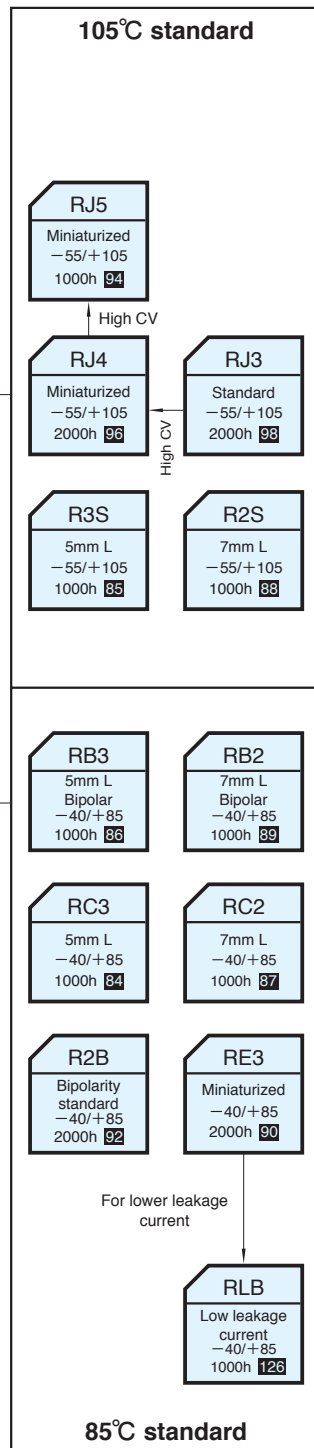 105℃ standard
RJ5
Miniaturized
−55/+105
1000h 94
High CV
RJ4
Miniaturized
−55/+105
2000h 96
High CV
RJ3
Standard
−55/+105
2000h 98
R3S
5mm L
−55/+105
1000h 85
R2S
7mm L
−55/+105
1000h 88
RB3
5mm L
Bipolar
−40/+85
1000h 86
RB2
7mm L
Bipolar
−40/+85
1000h 89
RC3
5mm L
−40/+85
1000h 84
RC2
7mm L
−40/+85
1000h 87
R2B
Bipolarity
standard
−40/+85
2000h 92
RE3
Miniaturized
−40/+85
2000h 90
For lower leakage
current
RLB
Low leakage
current
−40/+85
1000h 126
85℃ standard